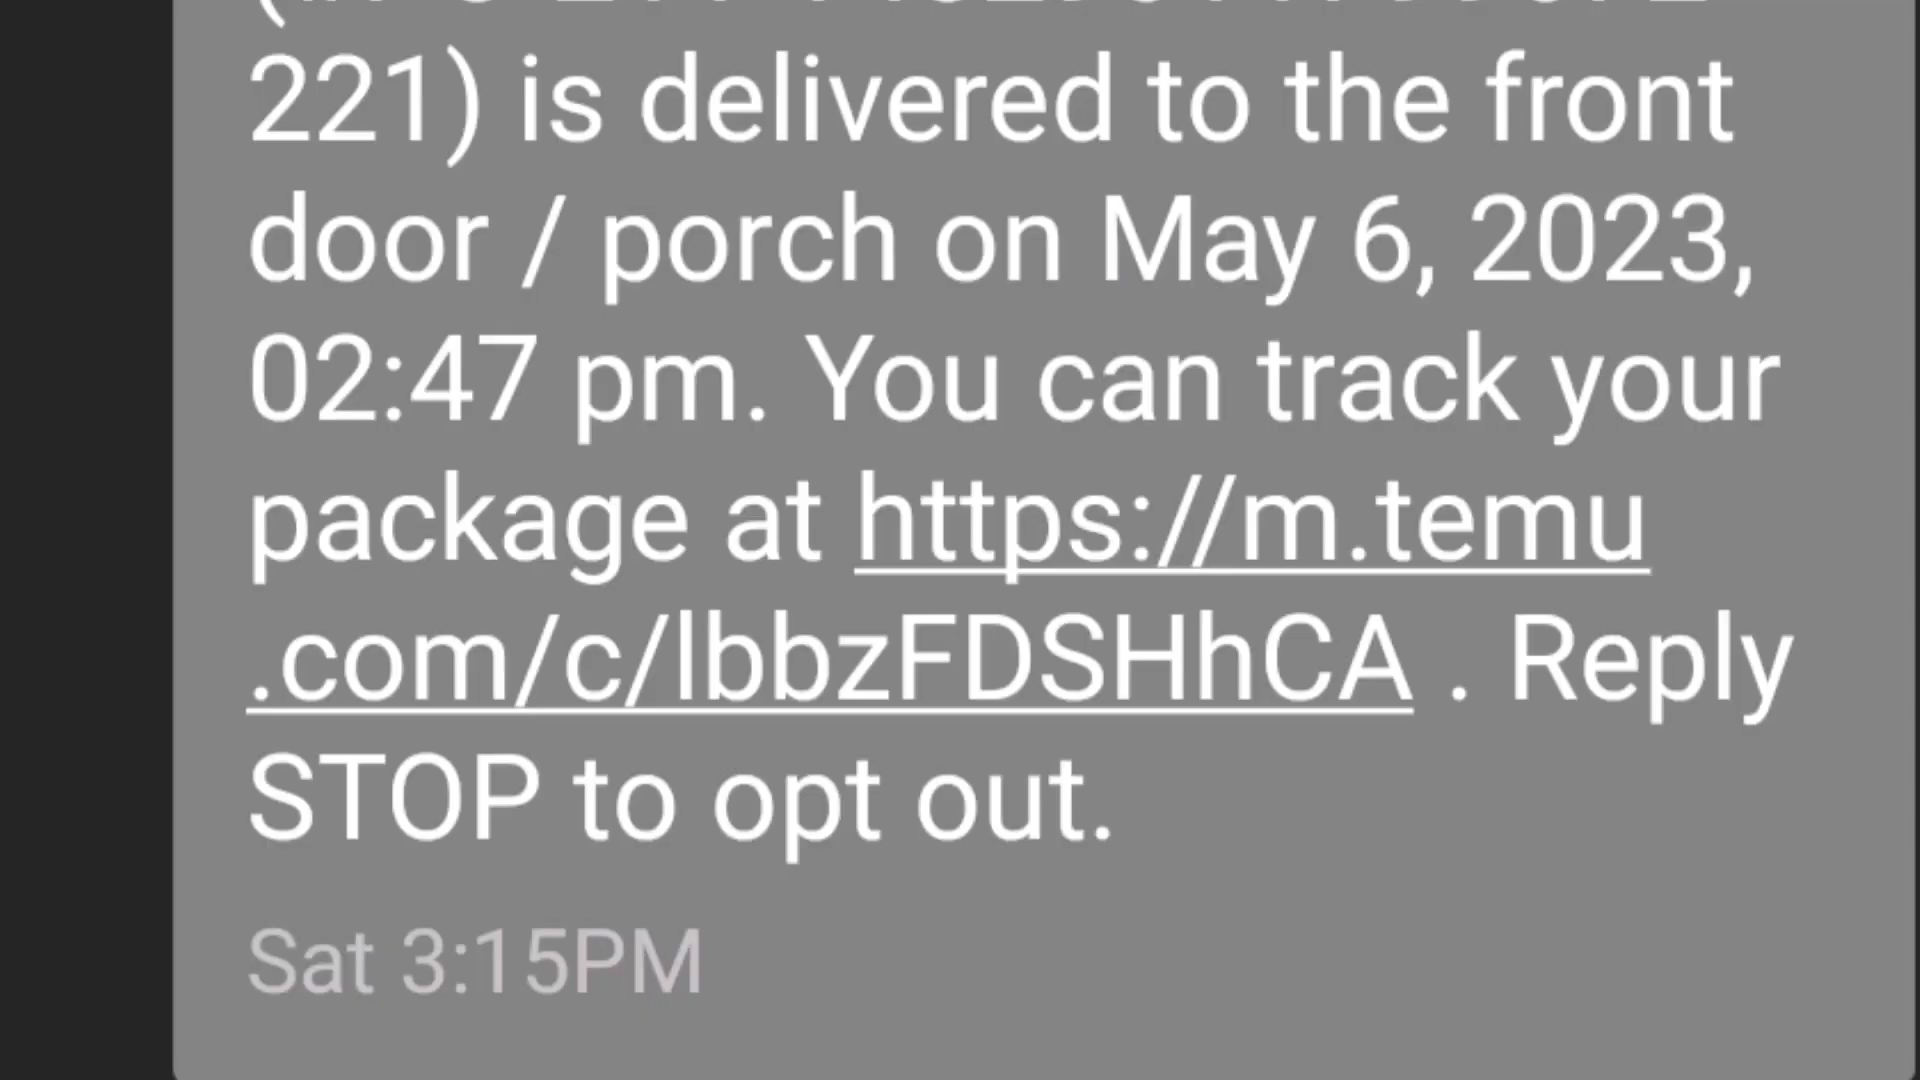 221) is delivered to the front
door / porch on May 6, 2023,
02:47 pm. You can track your
package at https://m.temu
.com/c/lbbzFDSHhCA . Reply
STOP to opt out.
Sat 3:15PM